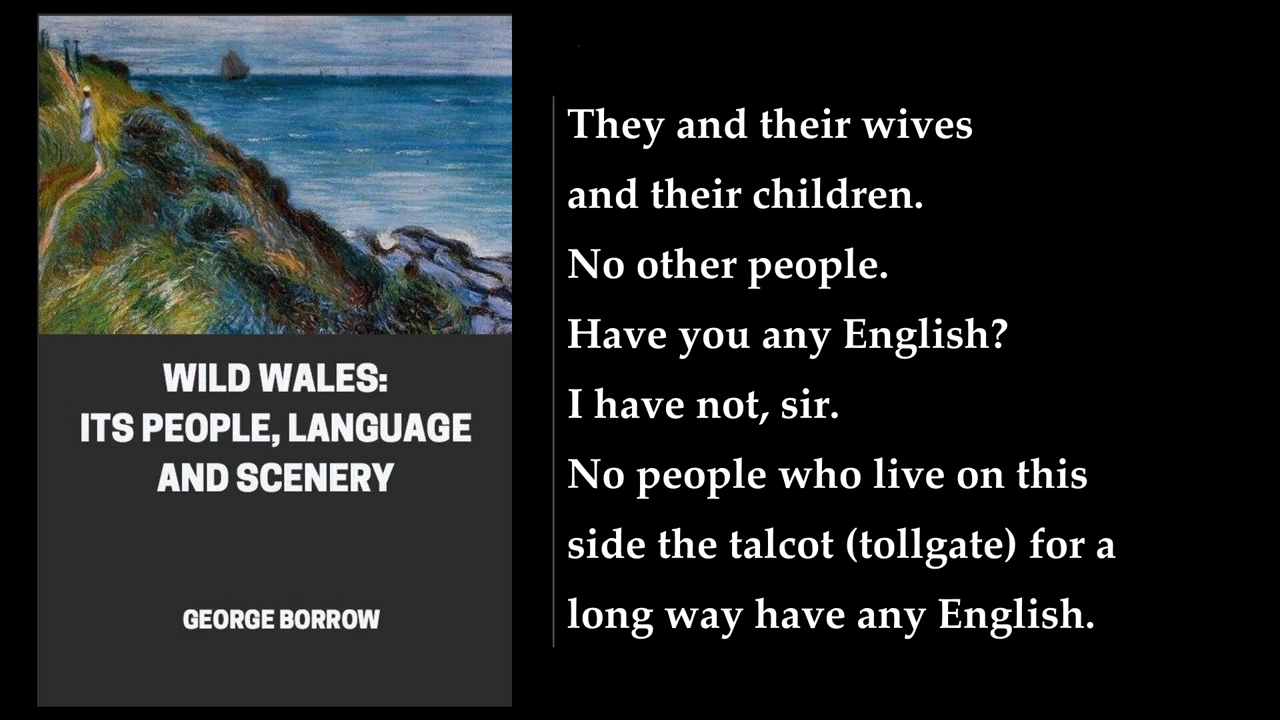 WILD WALES:
ITS PEOPLE, LANGUAGE
AND SCENERY
GEORGE BORROW
They and their wives
and their children.
No other people.
Have you any English?
I have not, sir.
No people who live on this
side the talcot (tollgate) for a
long way have any English.